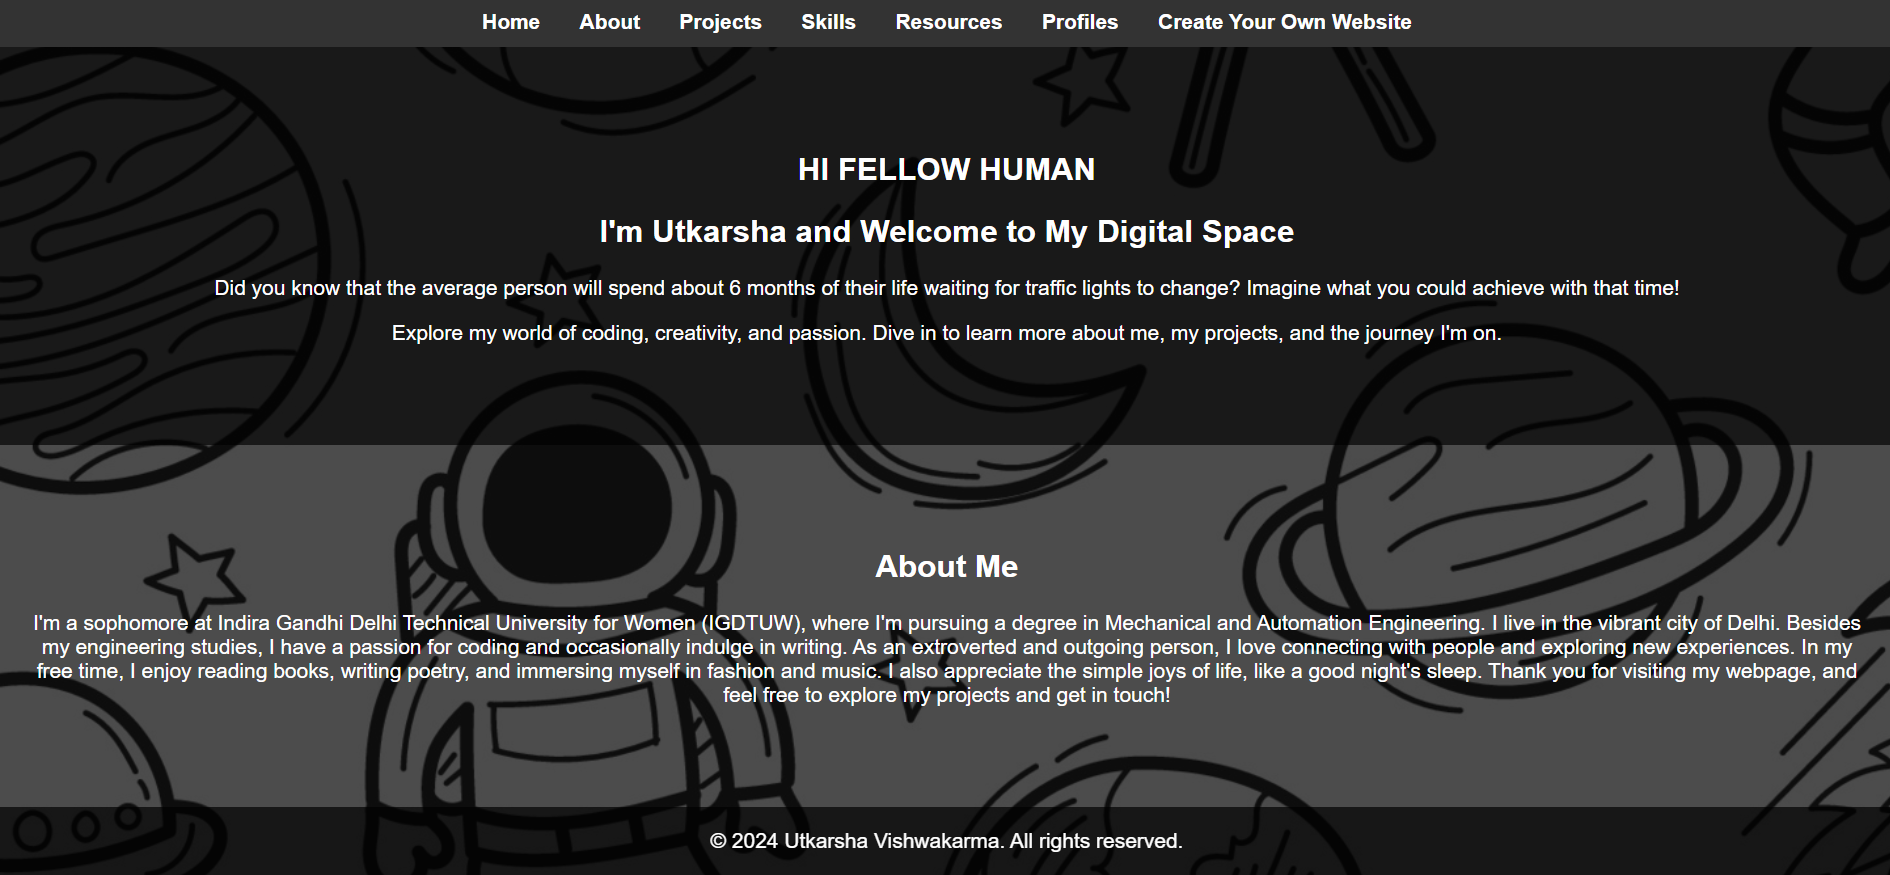 Home About Projects Skills Resources Profiles Create Your Own Website
HI FELLOW HUMAN
I'm Utkarsha and Welcome to My Digital Space
Did you know that the average person will spend about 6 months of their life waiting for traffic lights to change? Imagine what you could achieve with that time!
Explore my world of coding, creativity, and passion. Dive in to learn more about me, my projects, and the journey I'm on.
About Me
I'm a sophomore at Indira Gandhi Delhi Technical University for Women (IGDTUW), where I'm pursuing a degree in Mechanical and Automation Engineering. I live in the vibrant city of Delhi. Besides
my engineering studies, I have a passion for coding and occasionally indulge in writing. As an extroverted and outgoing person, I love connecting with people and exploring new experiences. In my
free time, I enjoy reading books, writing poetry, and immersing myself in fashion and music. I also appreciate the simple joys of life, like a good night's sleep. Thank you for visiting my webpage, and
feel free to explore my projects and get in touch!
© 2024 Utkarsha Vishwakarma. All rights reserved.